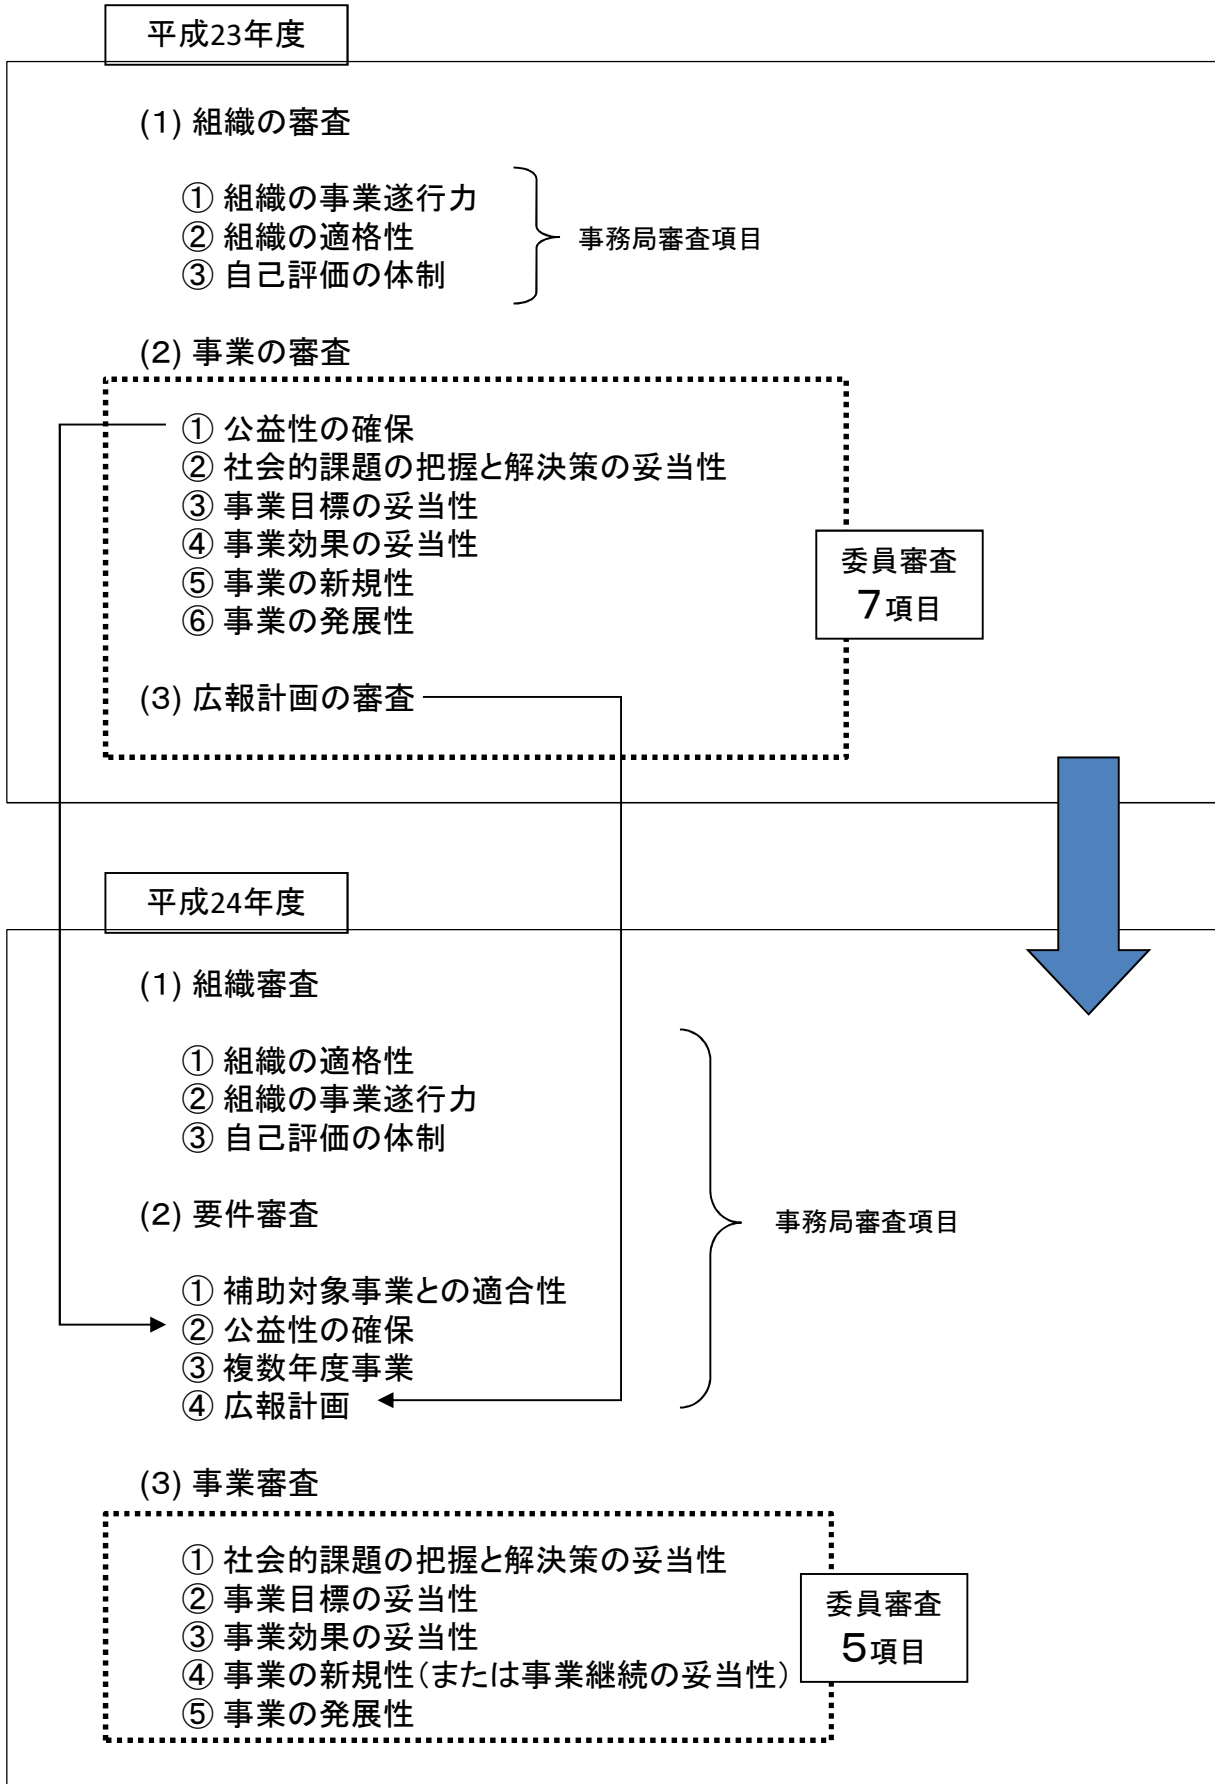 平成23年度
(1) 組織の審査
① 組織の事業遂行力
② 組織の適格性
③ 自己評価の体制
事務局審査項目
(2) 事業の審査
① 公益性の確保
② 社会的課題の把握と解決策の妥当性
③ 事業目標の妥当性
④ 事業効果の妥当性
⑤ 事業の新規性
⑥ 事業の発展性
委員審査
7項目
(3) 広報計画の審査
平成24年度
(1) 組織審査
① 組織の適格性
② 組織の事業遂行力
③ 自己評価の体制
(2) 要件審査
事務局審査項目
① 補助対象事業との適合性
② 公益性の確保
③ 複数年度事業
④ 広報計画
(3) 事業審査
① 社会的課題の把握と解決策の妥当性
② 事業目標の妥当性
③ 事業効果の妥当性
④ 事業の新規性(または事業継続の妥当性)
⑤ 事業の発展性
委員審査
5項目